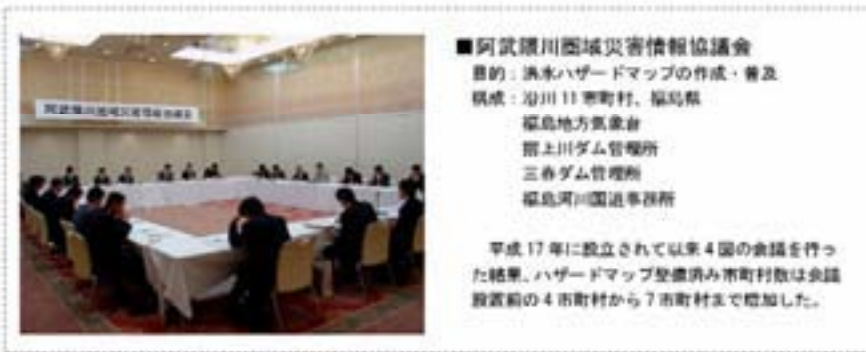 阿武隈川圏域災害情報協議会
■阿武隈川圏域災害情報協議会
目的：洪水ハザードマップの作成・普及
構成：沿川 11 市町村、福島県
福島地方気象台
摺上川ダム管理所
三春ダム管理所
福島河川国道事務所
平成 17 年に設立されて以来 4 回の会議を行っ
た結果、ハザードマップ整備済み市町村数は会議
設置前の 4 市町村から 7 市町村まで増加した。